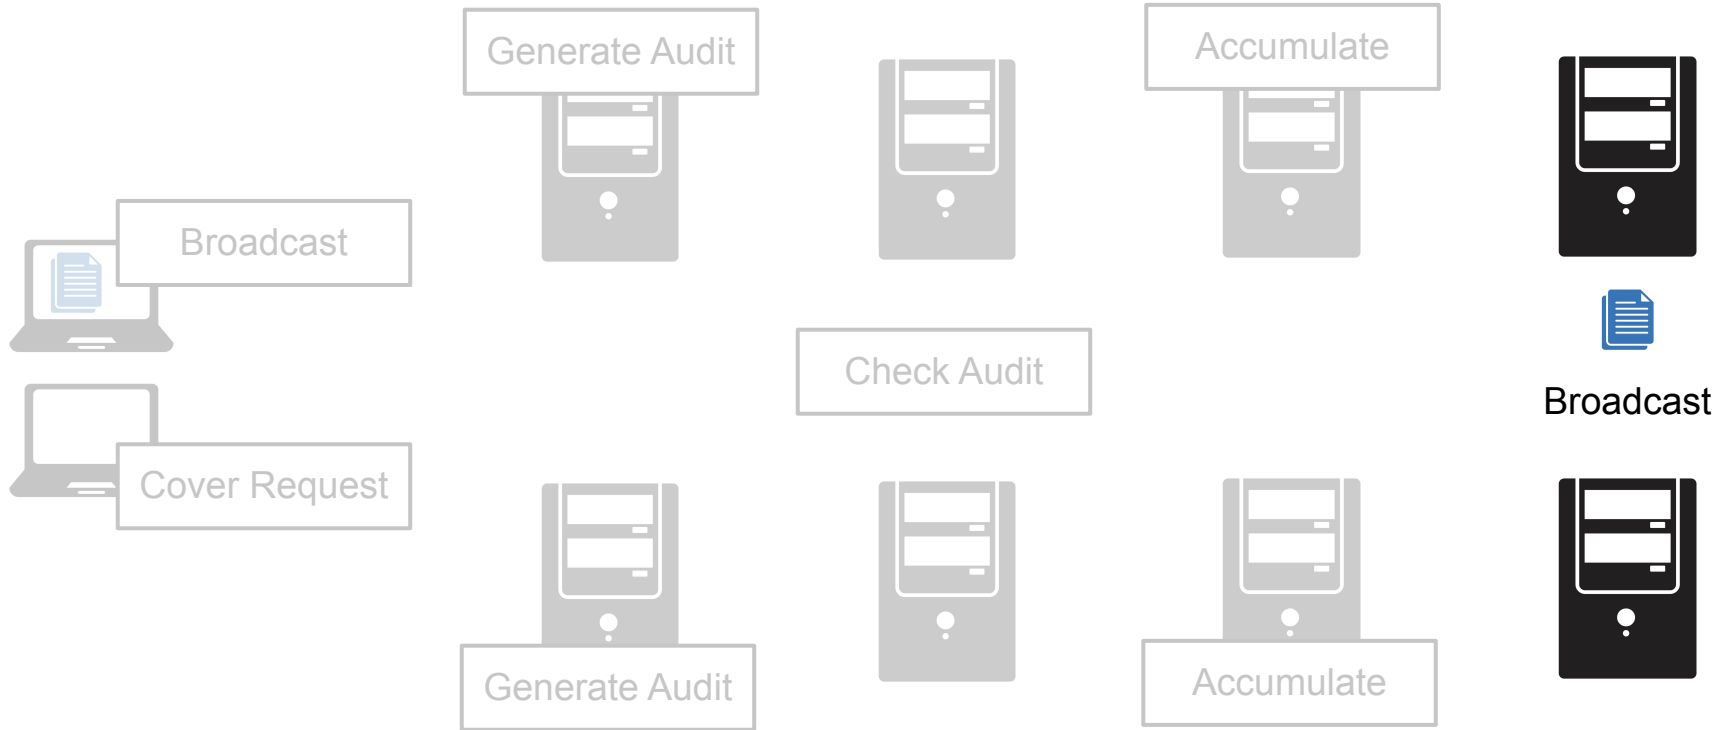 Generate Audit
Accumulate
Broadcast
Check Audit
Broadcast
Cover Request
Generate Audit
Accumulate